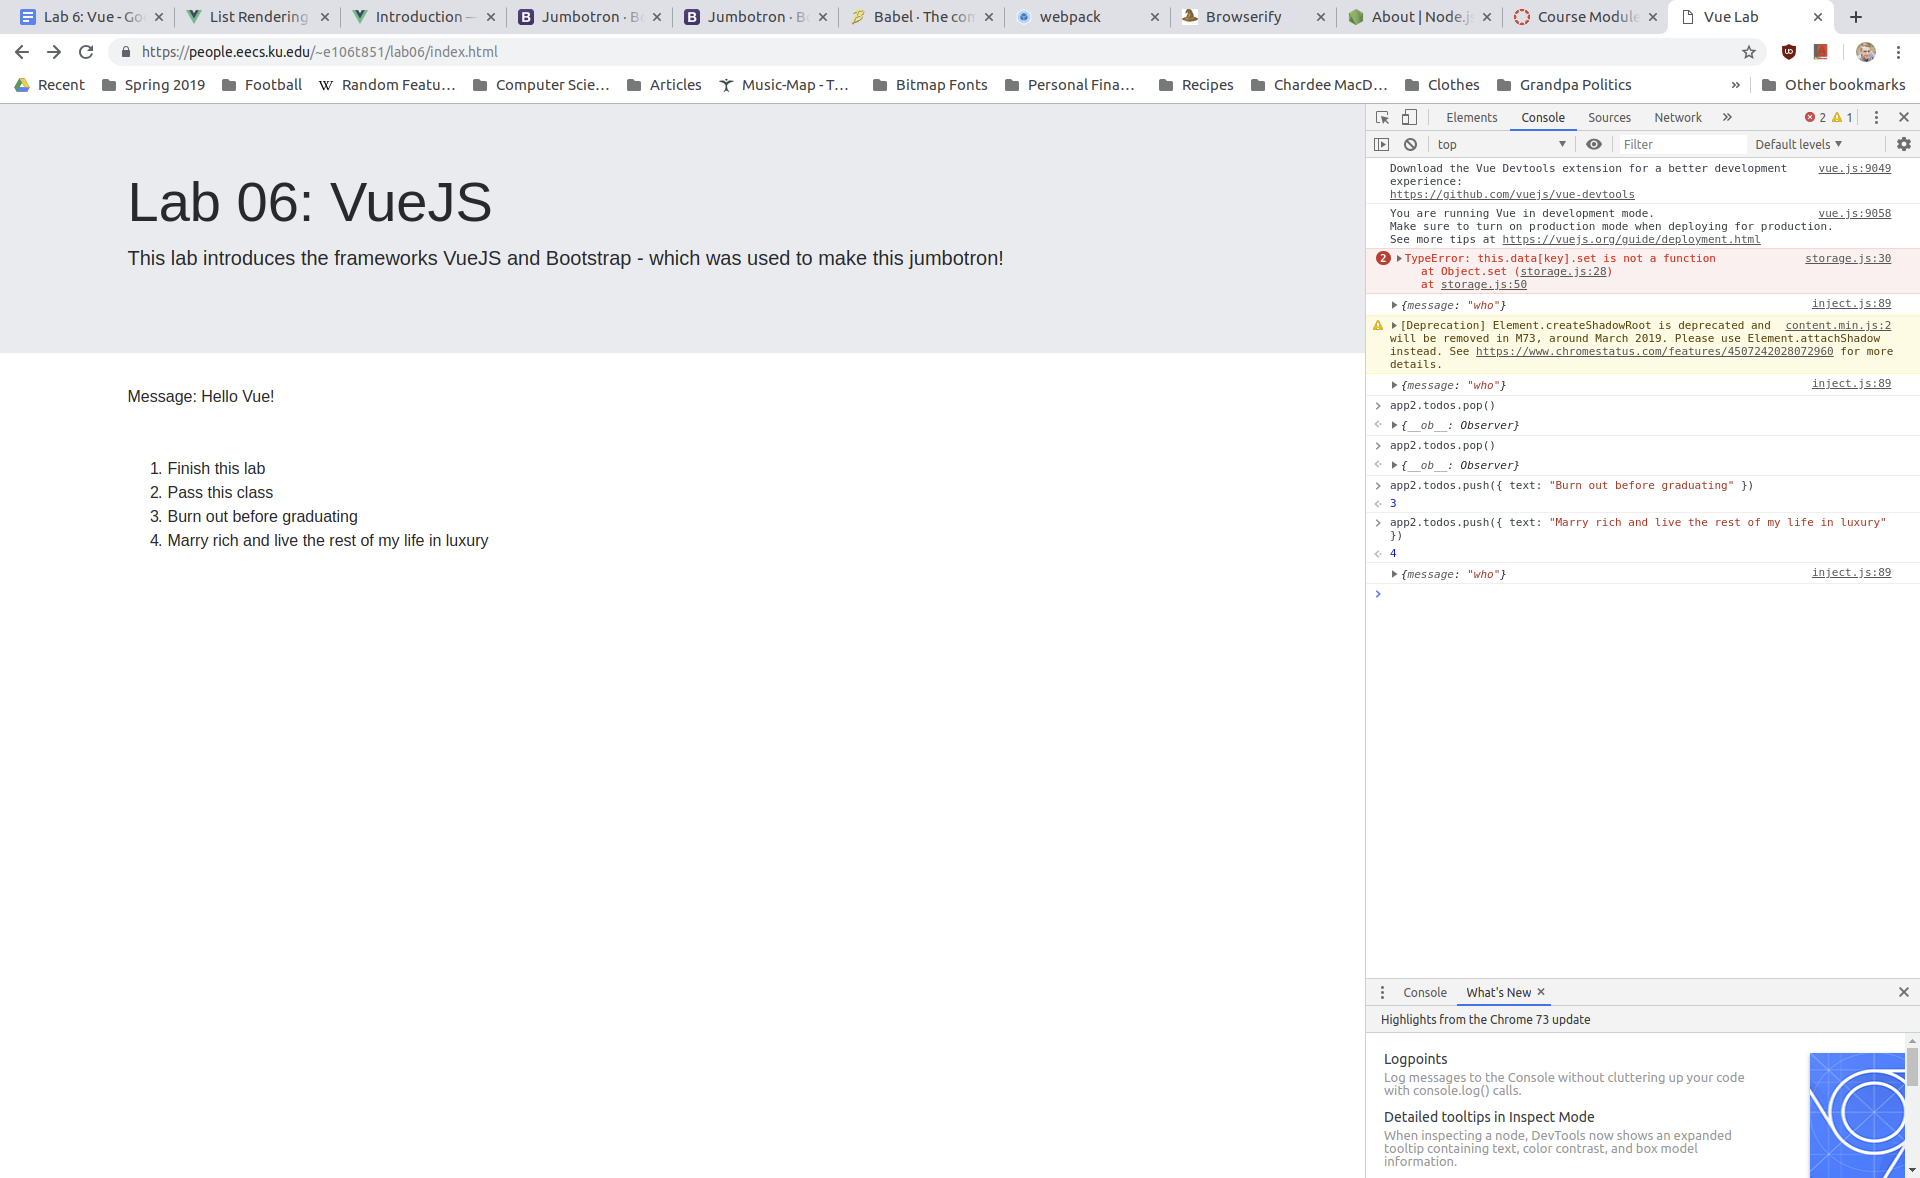 Lab 6: Vue - Goo
List Rendering
Introduction —
Jumbotron · Bo
Jumbotron · Bo
Babel · The com
webpack
Browserify
About | Node.js
Course Module
Vue Lab
https://people.eecs.ku.edu/~e106t851/lab06/index.html
Recent
Spring 2019
Football
Random Featu…
Computer Scie…
Articles
Music-Map - T…
Bitmap Fonts
Personal Fina…
Recipes
Chardee MacD…
Clothes
Grandpa Politics
»
Other bookmarks
Lab 06: VueJS
This lab introduces the frameworks VueJS and Bootstrap - which was used to make this jumbotron!
Message: Hello Vue!
1. Finish this lab
2. Pass this class
3. Burn out before graduating
4. Marry rich and live the rest of my life in luxury
Elements Console Sources Network » 2 1
top Filter Default levels
Download the Vue Devtools extension for a better development vue.js:9049
experience:
https://github.com/vuejs/vue-devtools
You are running Vue in development mode. vue.js:9058
Make sure to turn on production mode when deploying for production.
See more tips at https://vuejs.org/guide/deployment.html
2 TypeError: this.data[key].set is not a function storage.js:30
at Object.set (storage.js:28)
at storage.js:50
{message: "who"} inject.js:89
[Deprecation] Element.createShadowRoot is deprecated and content.min.js:2
will be removed in M73, around March 2019. Please use Element.attachShadow
instead. See https://www.chromestatus.com/features/4507242028072960 for more
details.
{message: "who"} inject.js:89
app2.todos.pop()
{__ob__: Observer}
app2.todos.pop()
{__ob__: Observer}
app2.todos.push({ text: "Burn out before graduating" })
3
app2.todos.push({ text: "Marry rich and live the rest of my life in luxury"
})
4
{message: "who"} inject.js:89
Console What's New
Highlights from the Chrome 73 update
Logpoints
Log messages to the Console without cluttering up your code
with console.log() calls.
Detailed tooltips in Inspect Mode
When inspecting a node, DevTools now shows an expanded
tooltip containing text, color contrast, and box model
information.